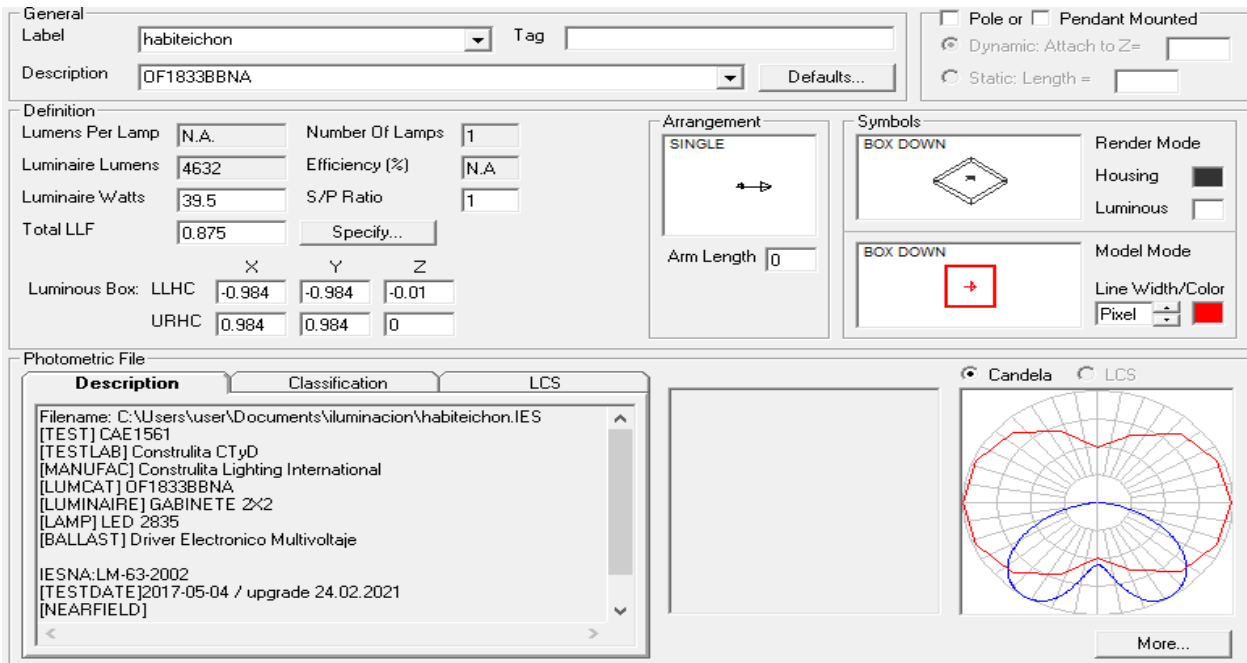 General
Label habiteichon Tag
Description OF1833BBNA Defaults...
Pole or Pendant Mounted
Dynamic: Attach to Z=
Static: Length =
Definition
Lumens Per Lamp N.A. Number Of Lamps 1
Luminaire Lumens 4632 Efficiency (%) N.A
Luminaire Watts 39.5 S/P Ratio 1
Total LLF 0.875 Specify...
X Y Z
Luminous Box: LLHC -0.984 -0.984 -0.01
URHC 0.984 0.984 0
Arrangement
SINGLE
Arm Length 0
Symbols
BOX DOWN
Render Mode
Housing
Luminous
BOX DOWN
Model Mode
Line Width/Color
Pixel
Photometric File
Description Classification LCS
Filename: C:\Users\user\Documents\iluminacion\habiteichon.IES
[TEST] CAE1561
[TESTLAB] Construlita CTyD
[MANUFAC] Construlita Lighting International
[LUMCAT] OF1833BBNA
[LUMINAIRE] GABINETE 2X2
[LAMP] LED 2835
[BALLAST] Driver Electronico Multivoltaje
IESNA:LM-63-2002
[TESTDATE]2017-05-04 / upgrade 24.02.2021
[NEARFIELD]
Candela LCS
More...